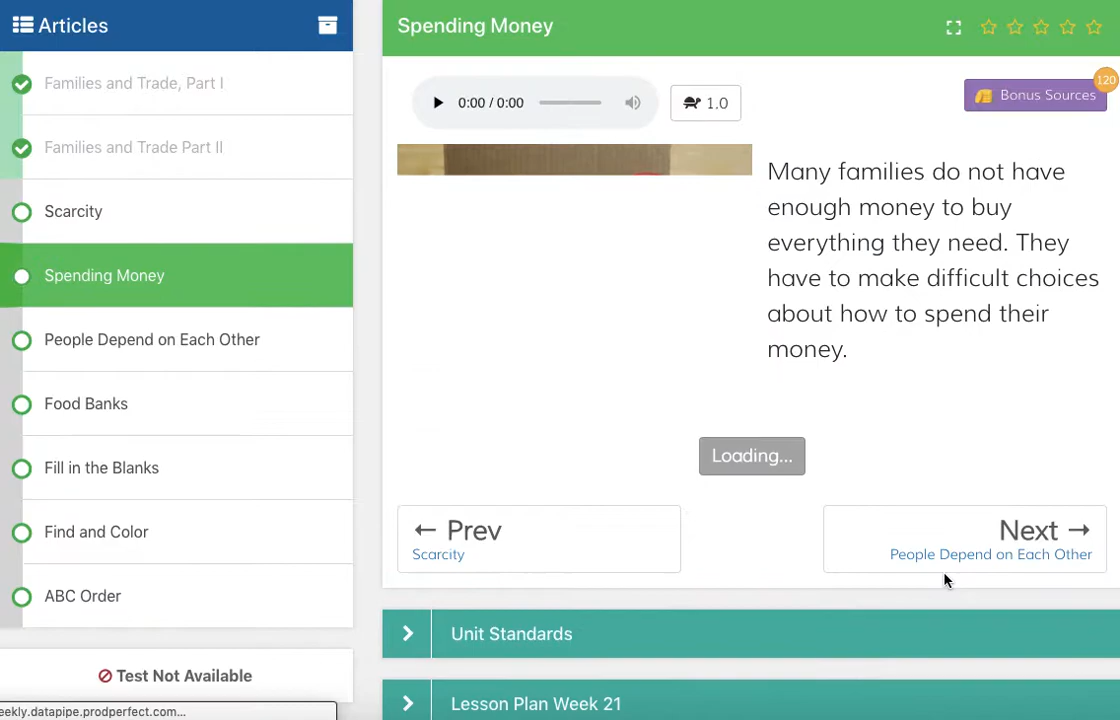 Articles
Families and Trade, Part I
Families and Trade Part II
Scarcity
Spending Money
People Depend on Each Other
Food Banks
Fill in the Blanks
Find and Color
ABC Order
Test Not Available
eekly.datapipe.prodperfect.com...
Spending Money
120
Bonus Sources
0:00 / 0:00
1.0
Many families do not have
enough money to buy
everything they need. They
have to make difficult choices
about how to spend their
money.
Loading...
← Prev
Scarcity
Next →
People Depend on Each Other
Unit Standards
Lesson Plan Week 21